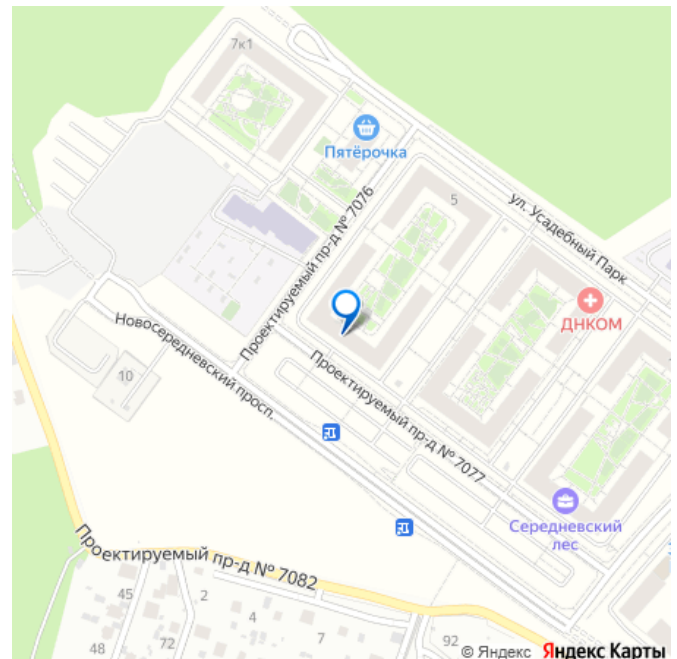 7к1
Пятёрочка
5
ул. Усадебный Парк
Проектируемый пр-д № 7076
ДНКОМ
Новосередневский просп.
10
Проектируемый пр-д № 7077
Середневский
лес
Проектируемый пр-д № 7082
45
2
4
7
48
72
92
© Яндекс Яндекс Карты